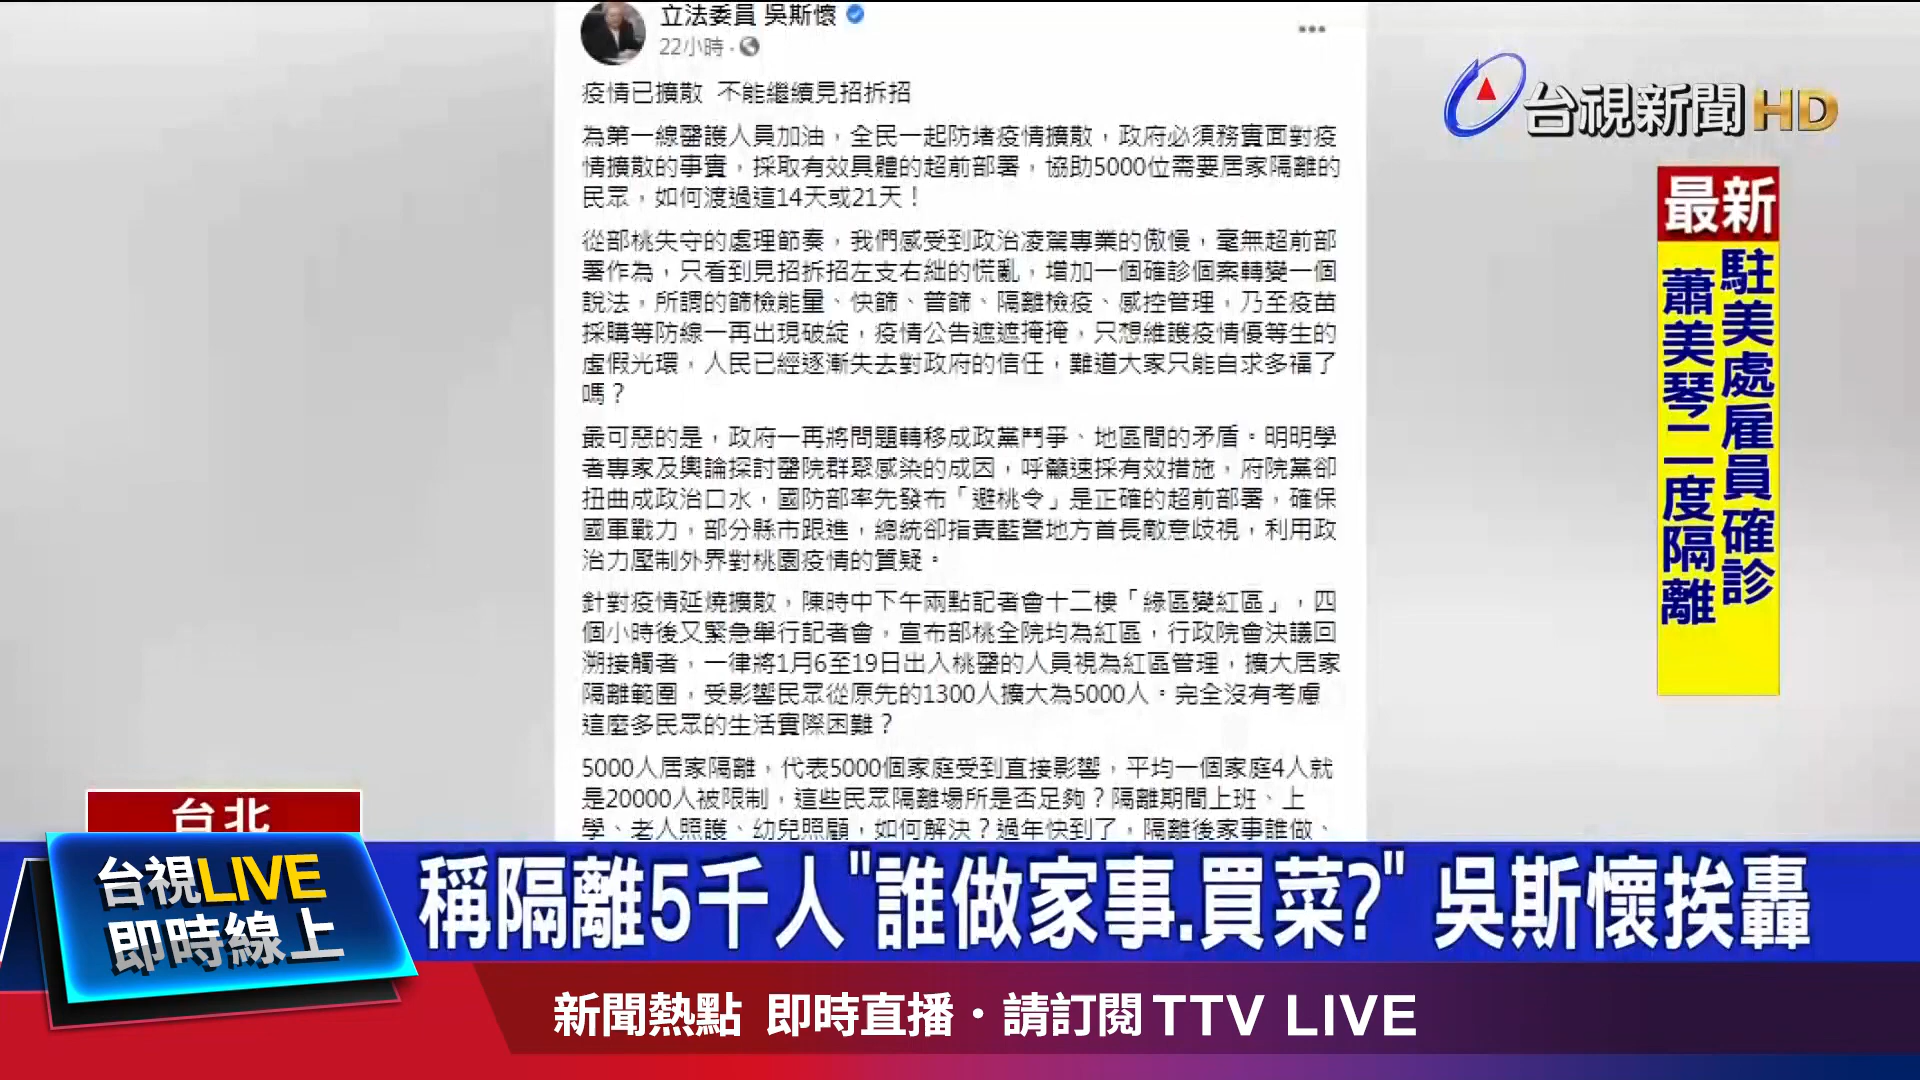 立法委員 吳斯懷
22小時
疫情已擴散 不能繼續見招拆招
為第一線醫護人員加油，全民一起防堵疫情擴散，政府必須務實面對疫
情擴散的事實，採取有效具體的超前部署，協助5000位需要居家隔離的
民眾，如何渡過這14天或21天！
從部桃失守的處理節奏，我們感受到政治凌駕專業的傲慢，毫無超前部
署作為，只看到見招拆招左支右絀的慌亂，增加一個確診個案轉變一個
說法，所謂的篩檢能量、快篩、普篩、隔離檢疫、感控管理，乃至疫苗
採購等防線一再出現破綻，疫情公告遮遮掩掩，只想維護疫情優等生的
虛假光環，人民已經逐漸失去對政府的信任，難道大家只能自求多福了
嗎？
最可惡的是，政府一再將問題轉移成政黨鬥爭、地區間的矛盾。明明學
者專家及輿論探討醫院群聚感染的成因，呼籲速採有效措施，府院黨卻
扭曲成政治口水，國防部率先發布「避桃令」是正確的超前部署，確保
國軍戰力，部分縣市跟進，總統卻指責藍營地方首長敵意歧視，利用政
治力壓制外界對桃園疫情的質疑。
針對疫情延燒擴散，陳時中下午兩點記者會十二樓「綠區變紅區」，四
個小時後又緊急舉行記者會，宣布部桃全院均為紅區，行政院會決議回
溯接觸者，一律將1月6至19日出入桃醫的人員視為紅區管理，擴大居家
隔離範圍，受影響民眾從原先的1300人擴大為5000人。完全沒有考慮
這麼多民眾的生活實際困難？
5000人居家隔離，代表5000個家庭受到直接影響，平均一個家庭4人就
是20000人被限制，這些民眾隔離場所是否足夠？隔離期間上班、上
學、老人照護、幼兒照顧，如何解決？過年快到了，隔離後家事誰做、
台視新聞HD
最新
駐美處雇員確診
蕭美琴二度隔離
台北
台視LIVE
即時線上
稱隔離5千人"誰做家事.買菜?" 吳斯懷挨轟
新聞熱點 即時直播・請訂閱TTV LIVE